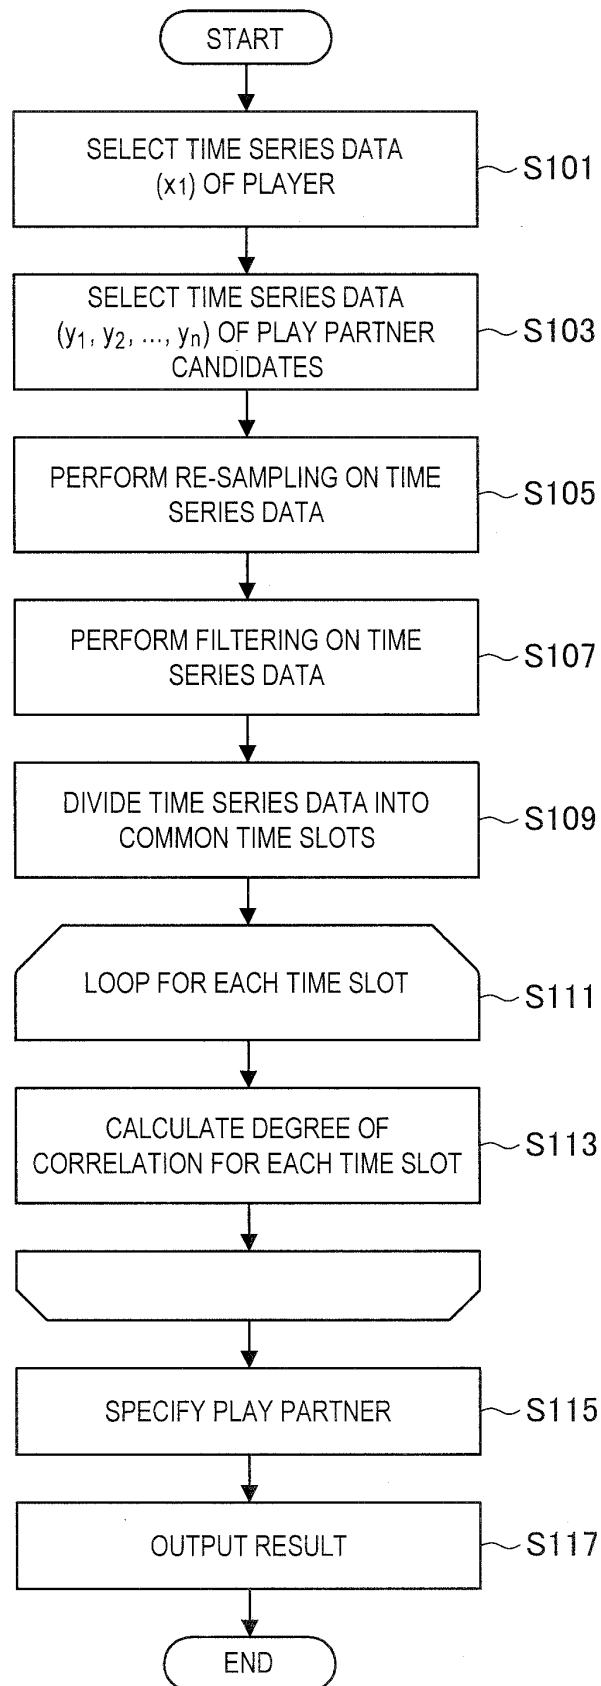 START
SELECT TIME SERIES DATA
(x1) OF PLAYER
S101
SELECT TIME SERIES DATA
(y1, y2, ..., yn) OF PLAY PARTNER
CANDIDATES
S103
PERFORM RE-SAMPLING ON TIME
SERIES DATA
S105
PERFORM FILTERING ON TIME
SERIES DATA
S107
DIVIDE TIME SERIES DATA INTO
COMMON TIME SLOTS
S109
LOOP FOR EACH TIME SLOT
S111
CALCULATE DEGREE OF
CORRELATION FOR EACH TIME SLOT
S113
SPECIFY PLAY PARTNER
S115
OUTPUT RESULT
S117
END